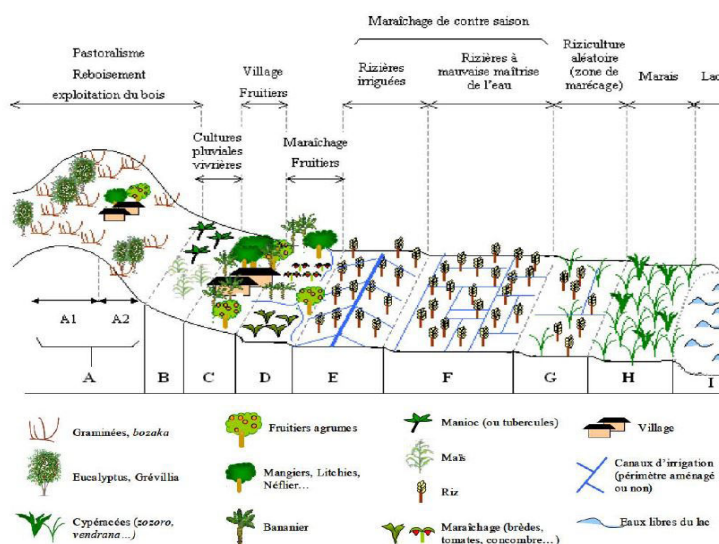 Maraîchage de contre saison
Pastoralisme
Reboisement
exploitation du bois
Village
Fruitiers
Rizières
irriguées
Rizières à
mauvaise maîtrise
de l'eau
Riziculture
aléatoire
(zone de
marécage)
Marais
Lac
Cultures
pluviales
vivrières
Maraîchage
Fruitiers
A1
A2
A
B
C
D
E
F
G
H
I
Graminées, bozaka
Eucalyptus, Grévillia
Cypéracées (zozoro,
vendrana...)
Fruitiers agrumes
Mangiers, Litchies,
Néflier...
Bananier
Manioc (ou tubercules)
Maïs
Riz
Maraîchage (brèdes,
tomates, concombre...)
Village
Canaux d'irrigation
(périmètre aménagé
ou non)
Eaux libres du lac